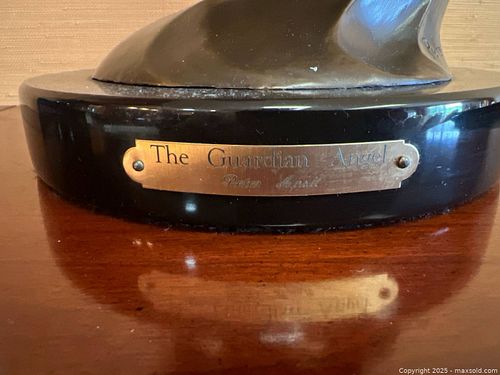 The Guardian Angel
Copyright 2025 - maxsold.com